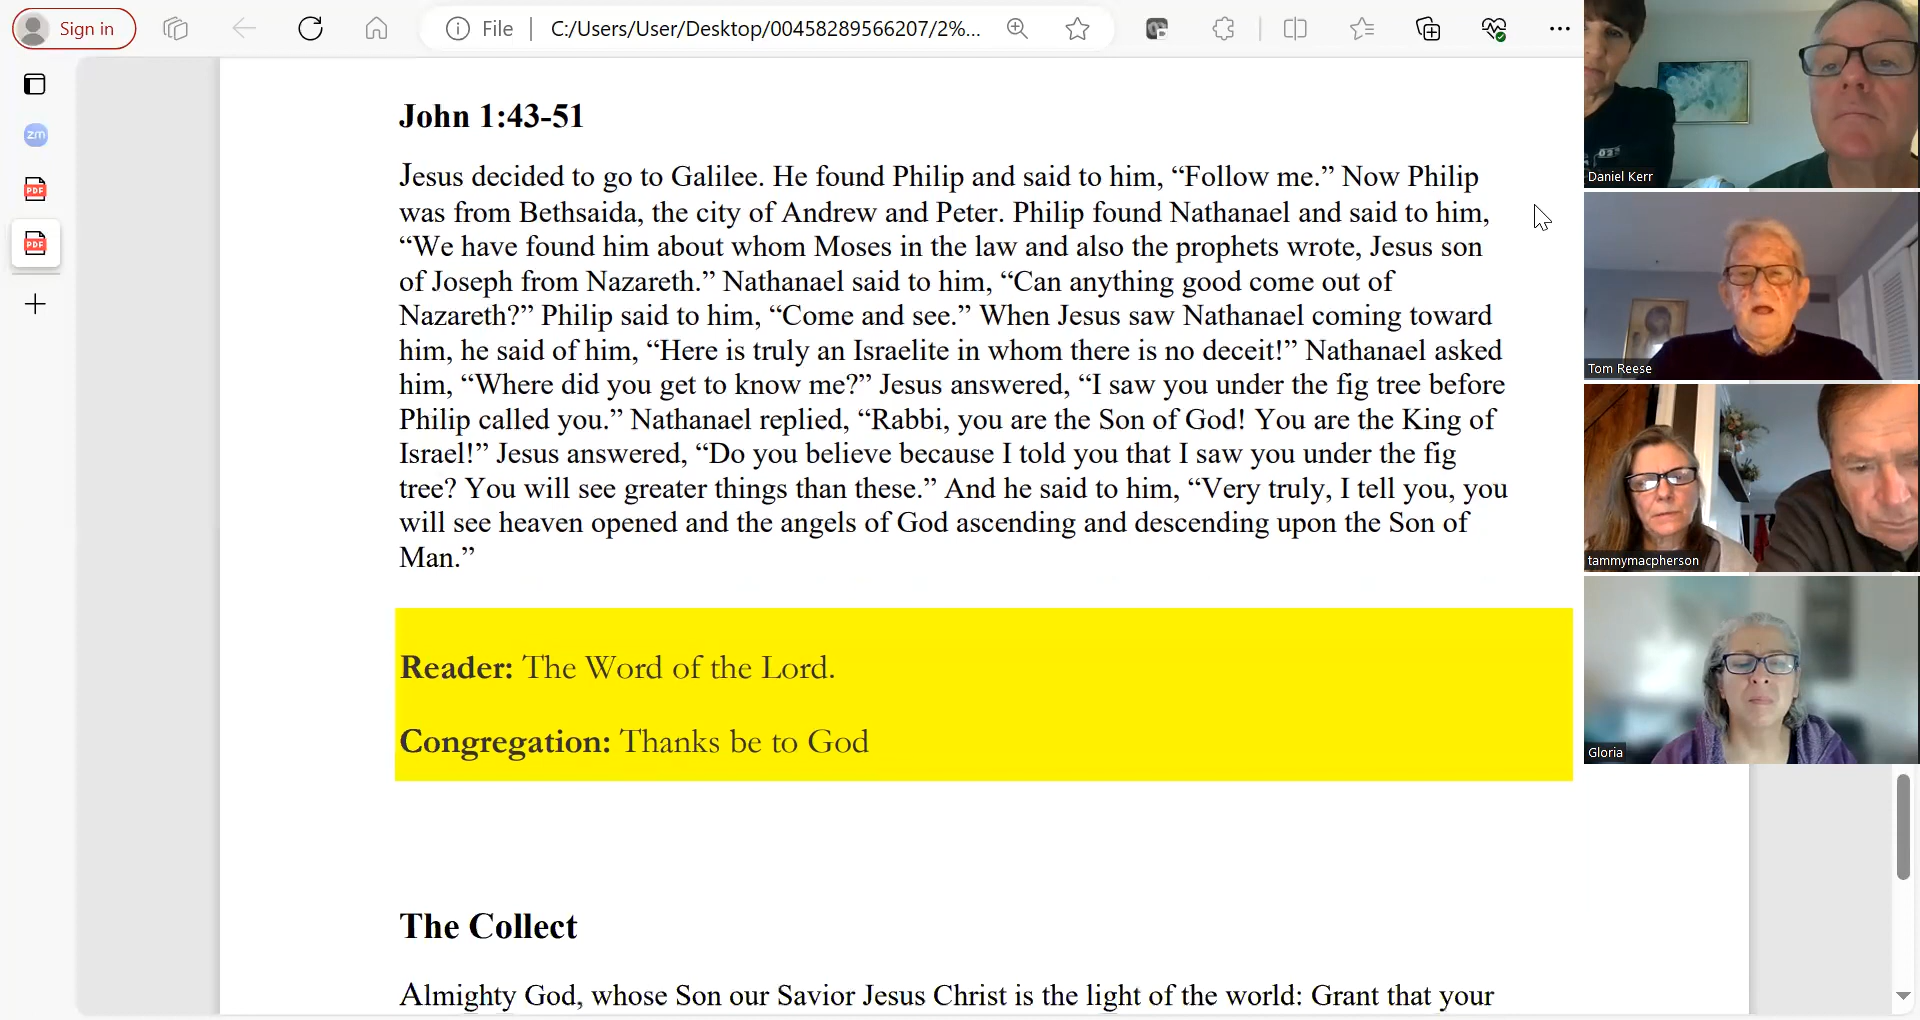 Sign in
File
C:/Users/User/Desktop/00458289566207/2%...
zm
PDF
PDF
John 1:43-51
Jesus decided to go to Galilee. He found Philip and said to him, “Follow me.” Now Philip
was from Bethsaida, the city of Andrew and Peter. Philip found Nathanael and said to him,
“We have found him about whom Moses in the law and also the prophets wrote, Jesus son
of Joseph from Nazareth.” Nathanael said to him, “Can anything good come out of
Nazareth?” Philip said to him, “Come and see.” When Jesus saw Nathanael coming toward
him, he said of him, “Here is truly an Israelite in whom there is no deceit!” Nathanael asked
him, “Where did you get to know me?” Jesus answered, “I saw you under the fig tree before
Philip called you.” Nathanael replied, “Rabbi, you are the Son of God! You are the King of
Israel!” Jesus answered, “Do you believe because I told you that I saw you under the fig
tree? You will see greater things than these.” And he said to him, “Very truly, I tell you, you
will see heaven opened and the angels of God ascending and descending upon the Son of
Man.”
Reader: The Word of the Lord.
Congregation: Thanks be to God
The Collect
Almighty God, whose Son our Savior Jesus Christ is the light of the world: Grant that your
Daniel Kerr
Tom Reese
tammymacpherson
Gloria